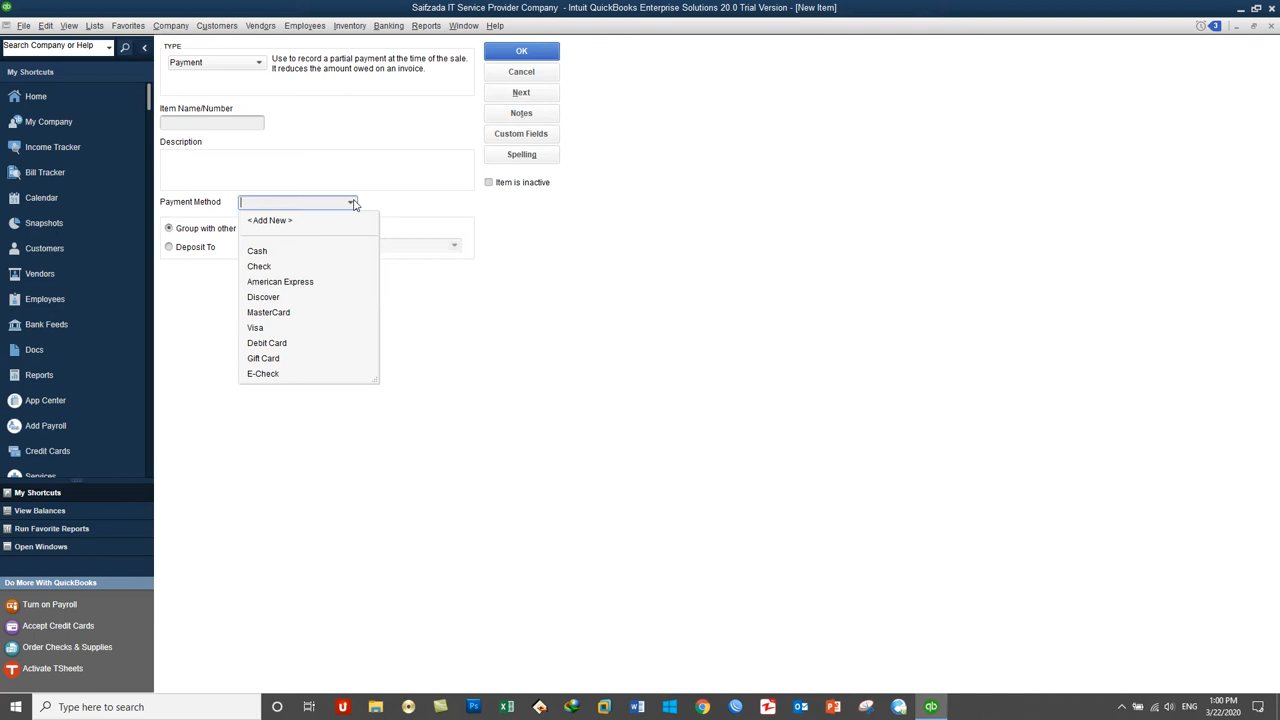 Saifzada IT Service Provider Company - Intuit QuickBooks Enterprise Solutions 20.0 Trial Version - [New Item]
File Edit View Lists Favorites Company Customers Vendors Employees Inventory Banking Reports Window Help
3
Search Company or Help
My Shortcuts
Home
My Company
Income Tracker
Bill Tracker
Calendar
Snapshots
Customers
Vendors
Employees
Bank Feeds
Docs
Reports
App Center
Add Payroll
Credit Cards
Services
My Shortcuts
View Balances
Run Favorite Reports
Open Windows
Do More With QuickBooks
Turn on Payroll
Accept Credit Cards
Order Checks & Supplies
Activate TSheets
TYPE
Payment
Use to record a partial payment at the time of the sale.
It reduces the amount owed on an invoice.
Item Name/Number
Description
Payment Method
Group with other
Deposit To
< Add New >
Cash
Check
American Express
Discover
MasterCard
Visa
Debit Card
Gift Card
E-Check
OK
Cancel
Next
Notes
Custom Fields
Spelling
Item is inactive
Type here to search
ENG
1:00 PM
3/22/2020